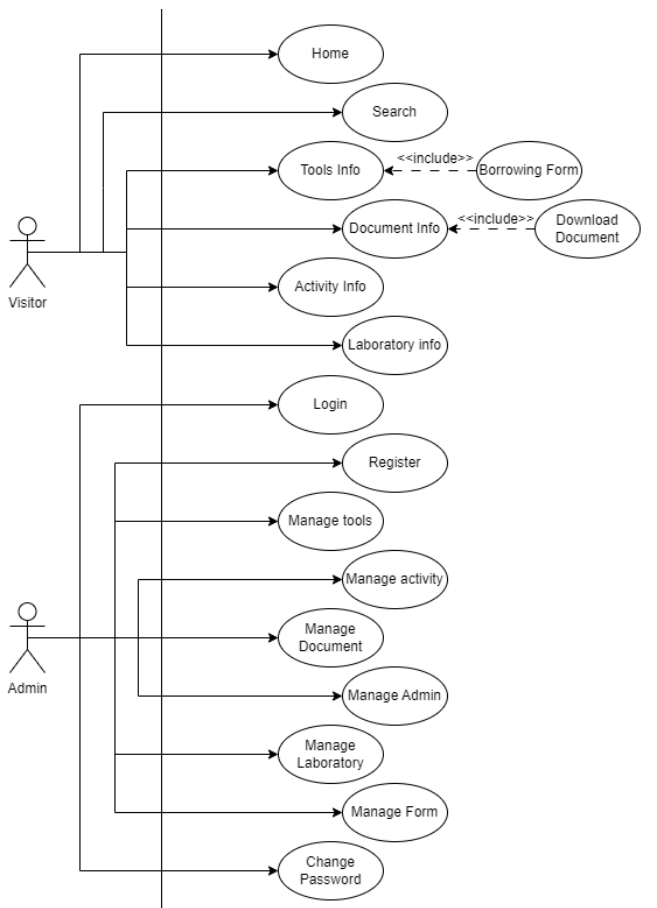 Home
Search
Tools Info
<<include>>
Borrowing Form
Document Info
<<include>>
Download
Document
Visitor
Activity Info
Laboratory info
Login
Register
Manage tools
Manage activity
Manage
Document
Admin
Manage Admin
Manage
Laboratory
Manage Form
Change
Password